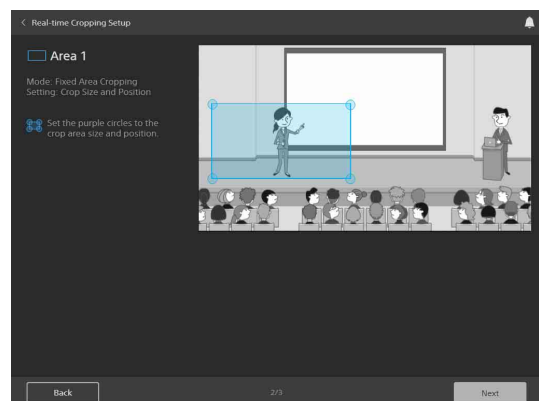 Real-time Cropping Setup
Area 1
Mode: Fixed Area Cropping
Setting: Crop Size and Position
Set the purple circles to the
crop area size and position.
Back
2/3
Next